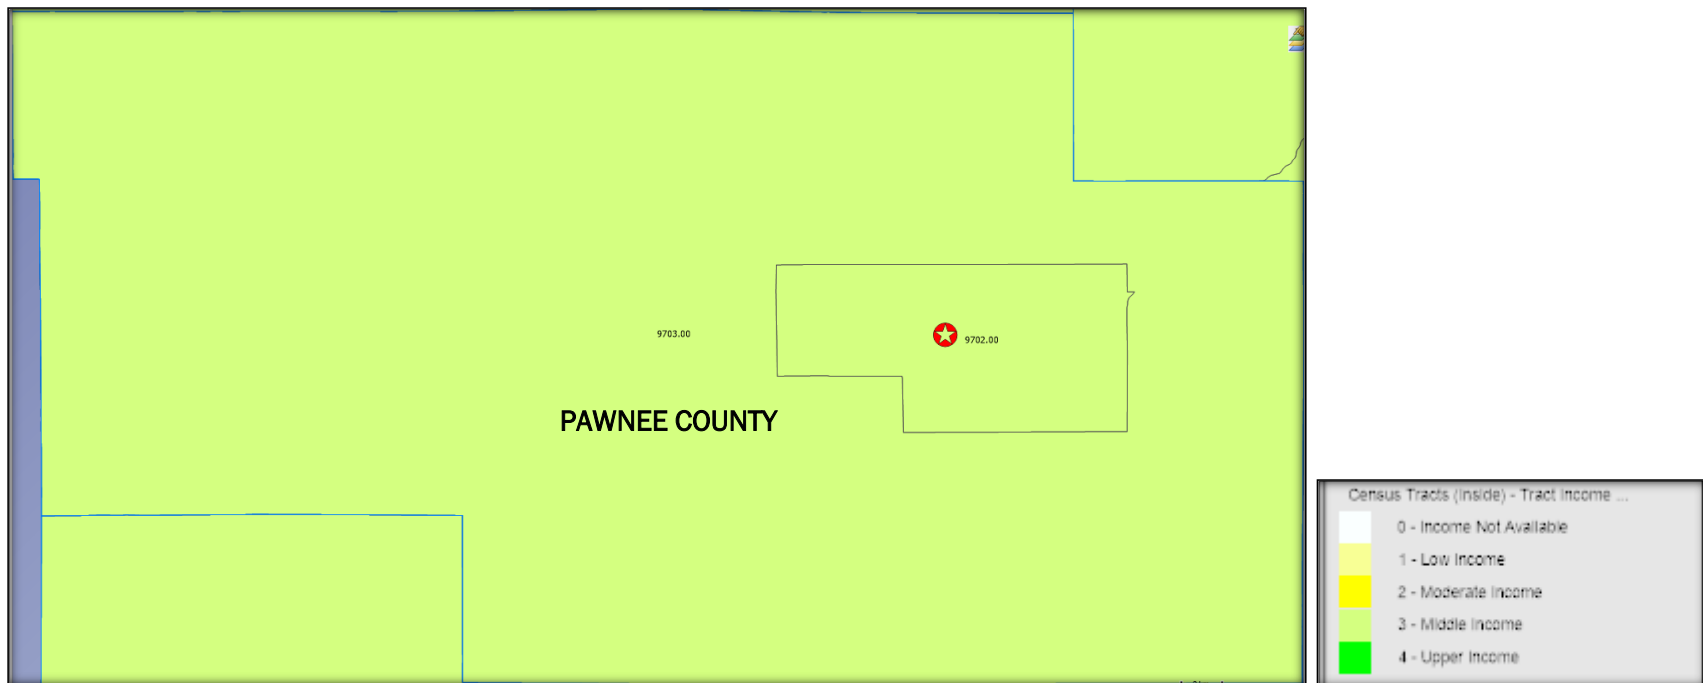 9703.00
9702.00
PAWNEE COUNTY
Census Tracts (Inside) - Tract Income ...
0 - Income Not Available
1 - Low Income
2 - Moderate Income
3 - Middle Income
4 - Upper Income